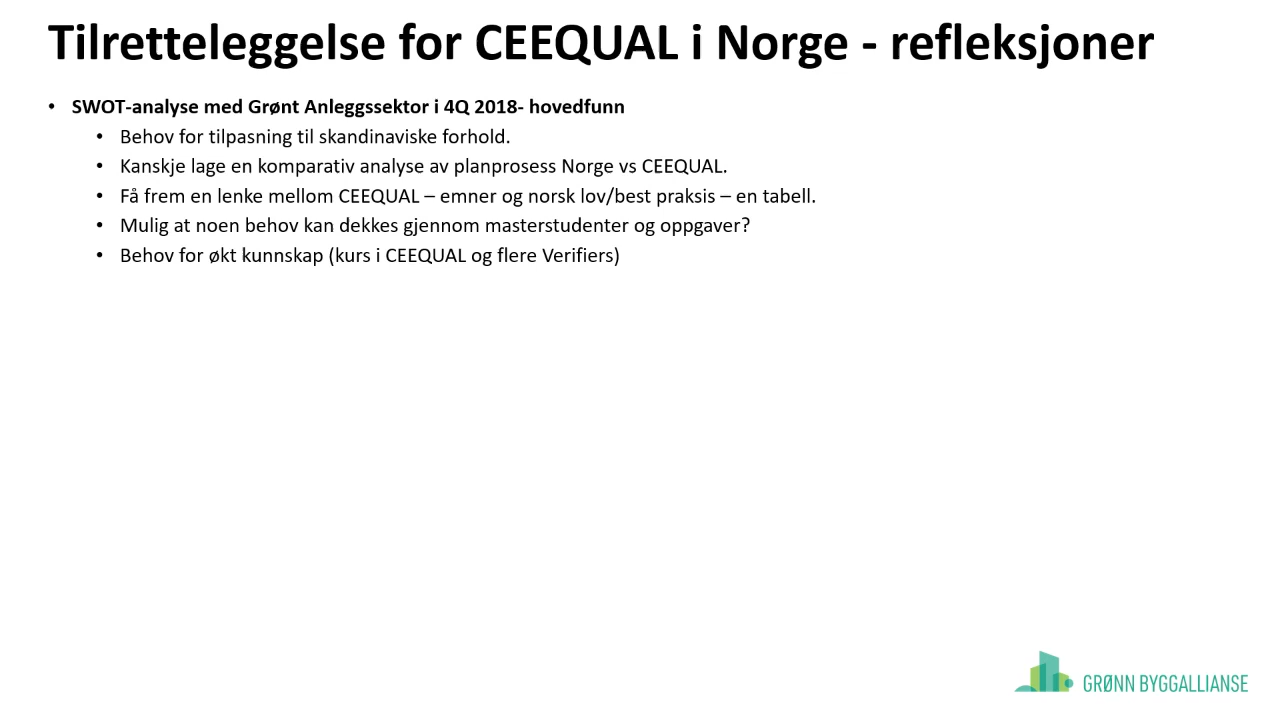 Tilretteleggelse for CEEQUAL i Norge - refleksjoner
• SWOT-analyse med Grønt Anleggssektor i 4Q 2018- hovedfunn
• Behov for tilpasning til skandinaviske forhold.
• Kanskje lage en komparativ analyse av planprosess Norge vs CEEQUAL.
• Få frem en lenke mellom CEEQUAL – emner og norsk lov/best praksis – en tabell.
• Mulig at noen behov kan dekkes gjennom masterstudenter og oppgaver?
• Behov for økt kunnskap (kurs i CEEQUAL og flere Verifiers)
GRØNN BYGGALLIANSE